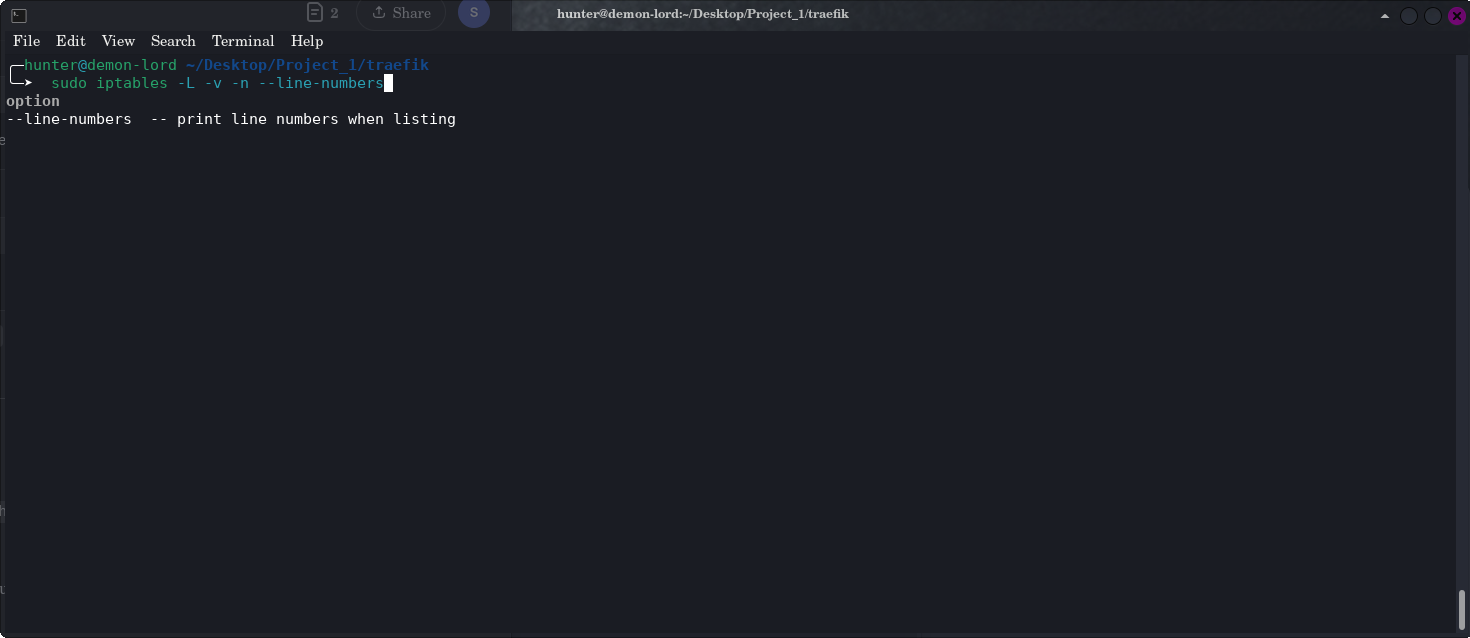 2 Share S hunter@demon-lord:~/Desktop/Project_1/traefik
File Edit View Search Terminal Help
hunter@demon-lord ~/Desktop/Project_1/traefik
sudo iptables -L -v -n --line-numbers
option
--line-numbers  -- print line numbers when listing
e
h
u